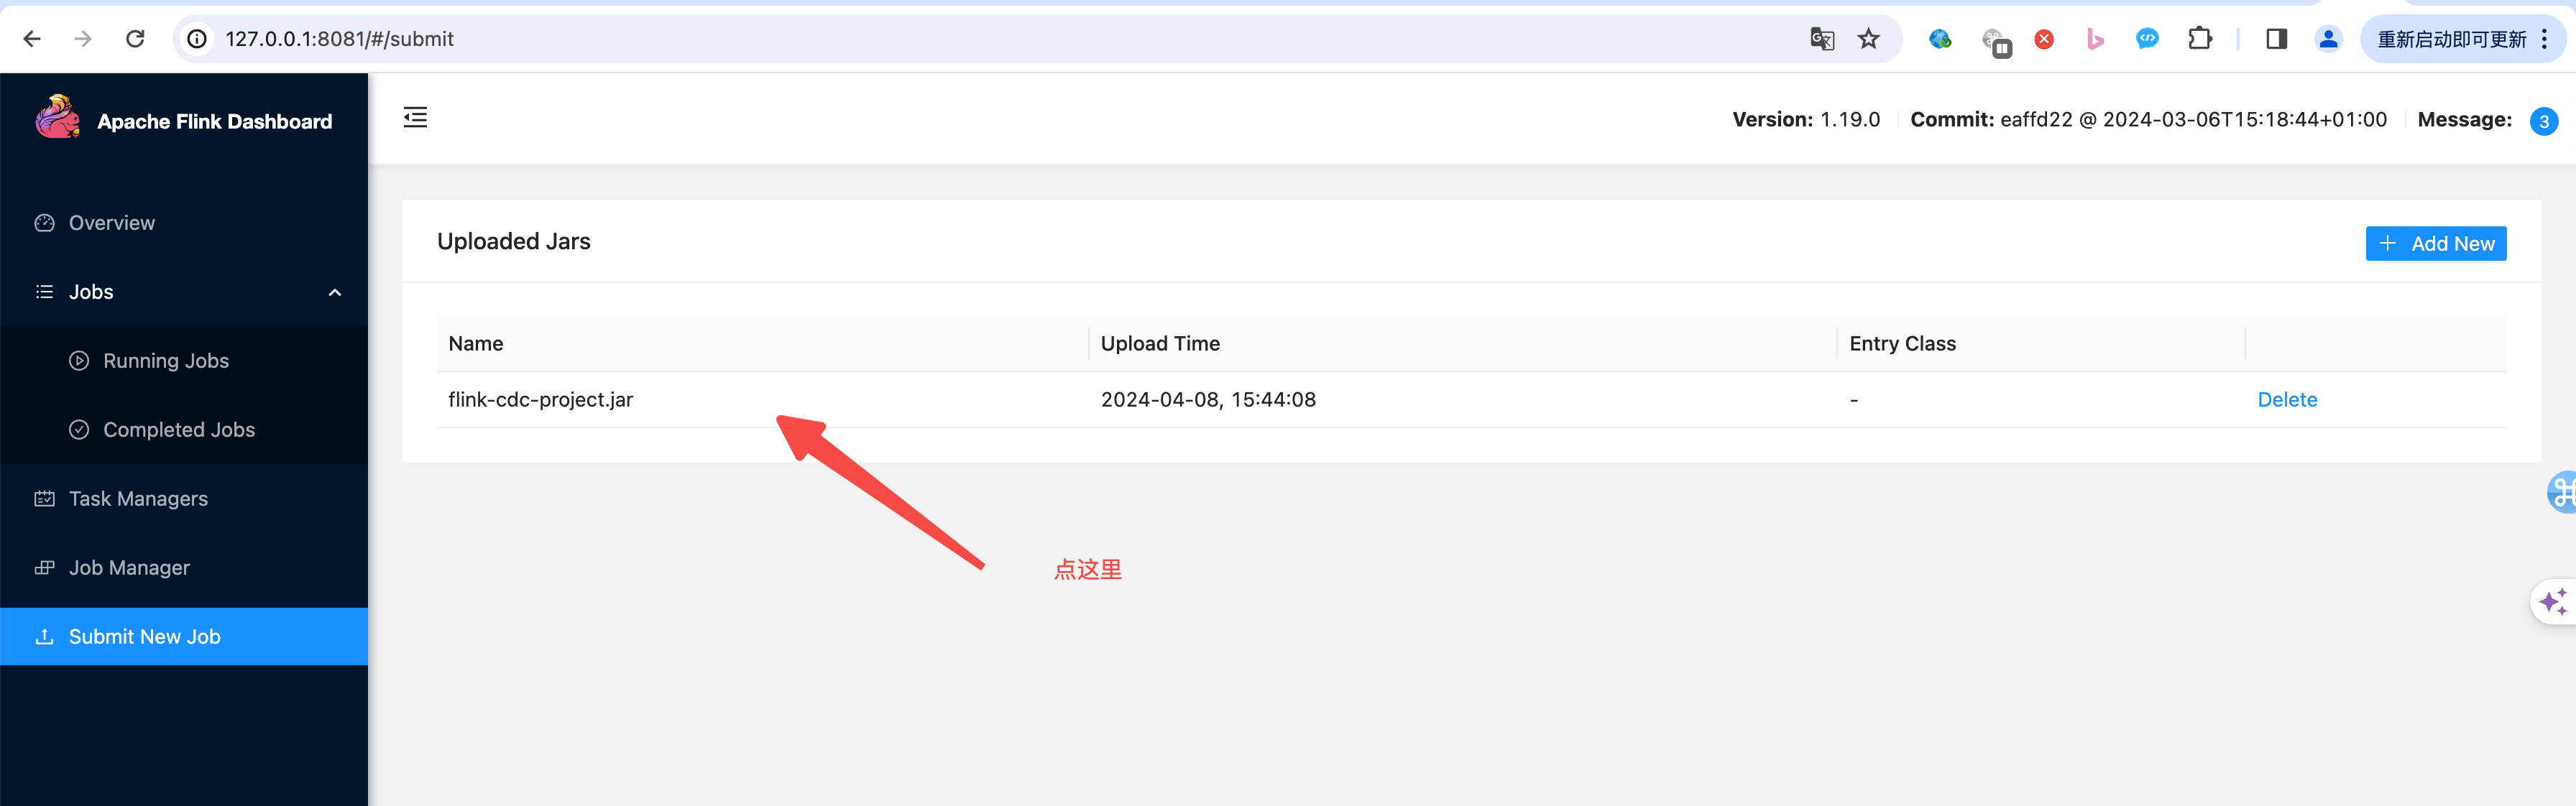 127.0.0.1:8081/#/submit
重新启动即可更新
Apache Flink Dashboard
Version: 1.19.0 Commit: eaffd22 @ 2024-03-06T15:18:44+01:00 Message: 3
Overview
Jobs
Running Jobs
Completed Jobs
Task Managers
Job Manager
Submit New Job
Uploaded Jars
Add New
Name Upload Time Entry Class
flink-cdc-project.jar 2024-04-08, 15:44:08 - Delete
点这里